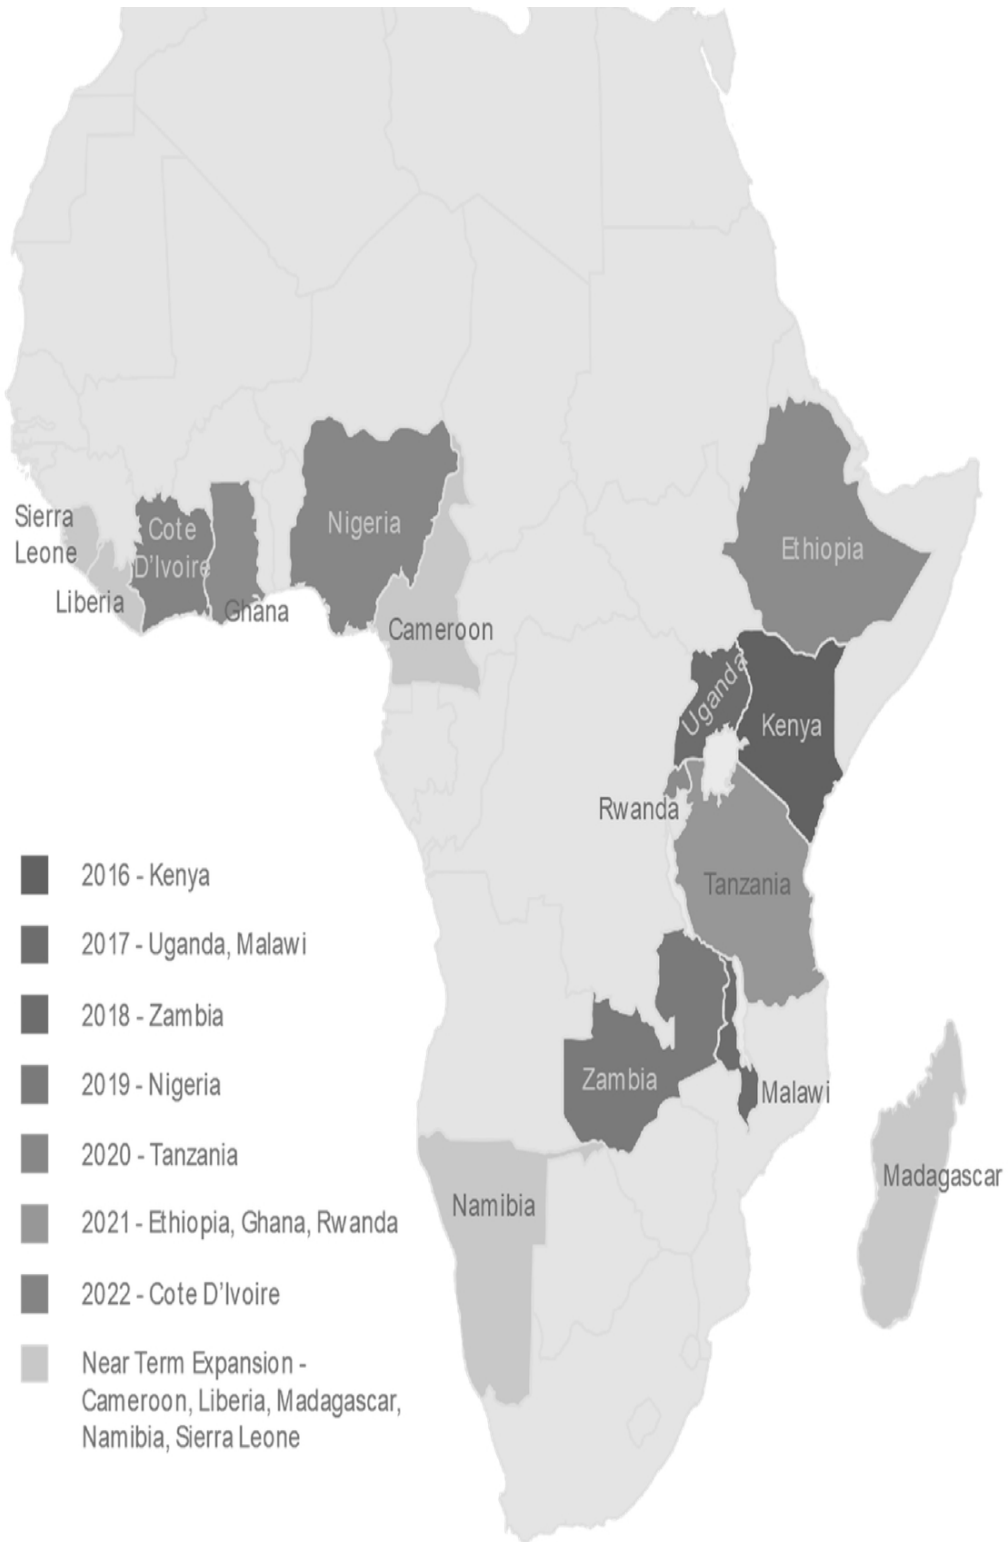 Sierra
Leone
Liberia
Cote
D'Ivoire
Ghana
Nigeria
Cameroon
Ethiopia
Uganda
Kenya
Rwanda
Tanzania
Zambia
Malawi
Namibia
Madagascar
2016 - Kenya
2017 - Uganda, Malawi
2018 - Zambia
2019 - Nigeria
2020 - Tanzania
2021 - Ethiopia, Ghana, Rwanda
2022 - Cote D'Ivoire
Near Term Expansion -
Cameroon, Liberia, Madagascar,
Namibia, Sierra Leone